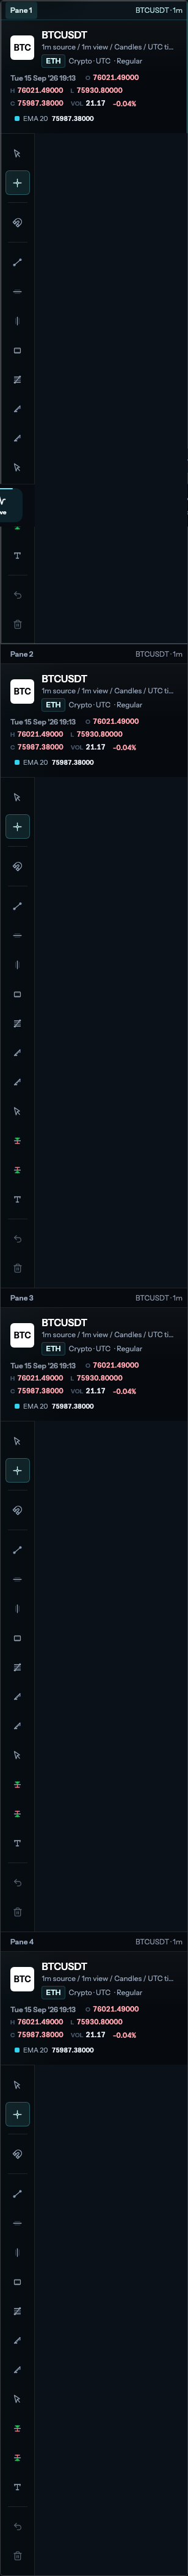 Pane 1 BTCUSDT · 1m
BTC
BTCUSDT
1m source / 1m view / Candles / UTC ti...
ETH Crypto · UTC · Regular
Tue 15 Sep '26 19:13 O 76021.49000
H 76021.49000 L 75930.80000
C 75987.38000 VOL 21.17 -0.04%
EMA 20 75987.38000
ve
T
Pane 2 BTCUSDT · 1m
BTC
BTCUSDT
1m source / 1m view / Candles / UTC ti...
ETH Crypto · UTC · Regular
Tue 15 Sep '26 19:13 O 76021.49000
H 76021.49000 L 75930.80000
C 75987.38000 VOL 21.17 -0.04%
EMA 20 75987.38000
T
Pane 3 BTCUSDT · 1m
BTC
BTCUSDT
1m source / 1m view / Candles / UTC ti...
ETH Crypto · UTC · Regular
Tue 15 Sep '26 19:13 O 76021.49000
H 76021.49000 L 75930.80000
C 75987.38000 VOL 21.17 -0.04%
EMA 20 75987.38000
T
Pane 4 BTCUSDT · 1m
BTC
BTCUSDT
1m source / 1m view / Candles / UTC ti...
ETH Crypto · UTC · Regular
Tue 15 Sep '26 19:13 O 76021.49000
H 76021.49000 L 75930.80000
C 75987.38000 VOL 21.17 -0.04%
EMA 20 75987.38000
T